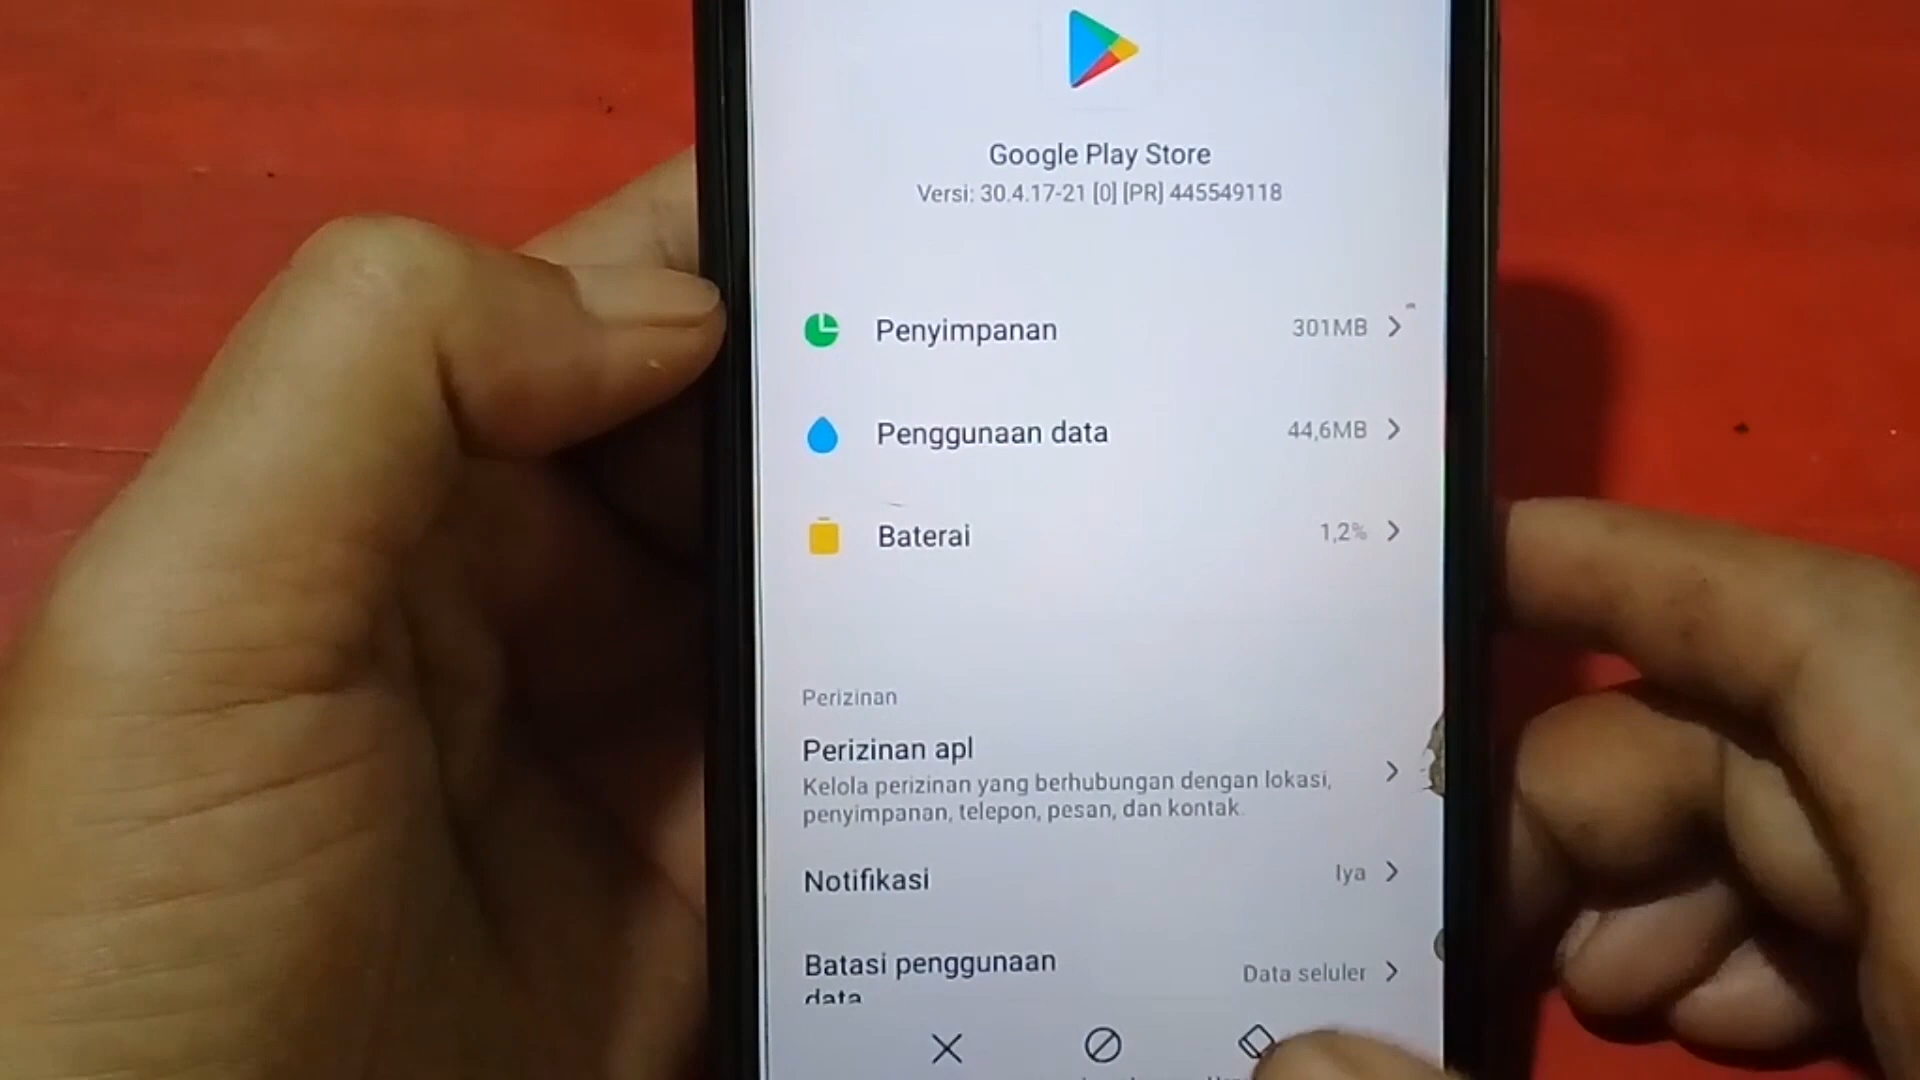 Google Play Store
Versi: 30.4.17-21 [0] [PR] 445549118
Penyimpanan 301MB
Penggunaan data 44,6MB
Baterai 1,2%
Perizinan
Perizinan apl
Kelola perizinan yang berhubungan dengan lokasi,
penyimpanan, telepon, pesan, dan kontak.
Notifikasi Iya
Batasi penggunaan Data seluler
data